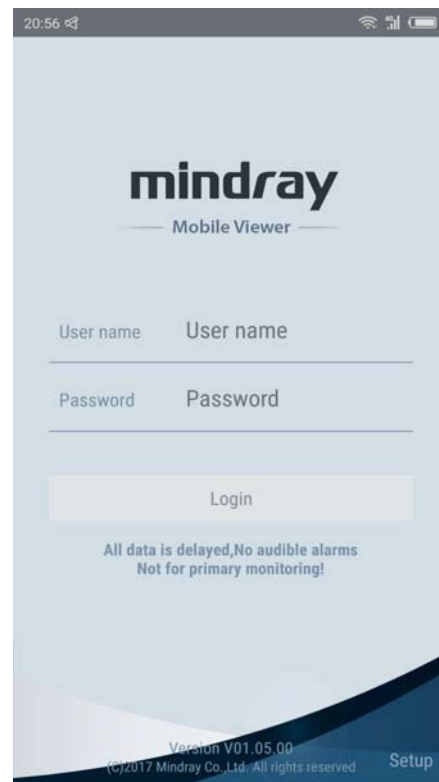 20:56
mindray
Mobile Viewer
User name User name
Password Password
Login
All data is delayed,No audible alarms
Not for primary monitoring!
Version V01.05.00
(C)2017 Mindray Co.,Ltd. All rights reserved
Setup